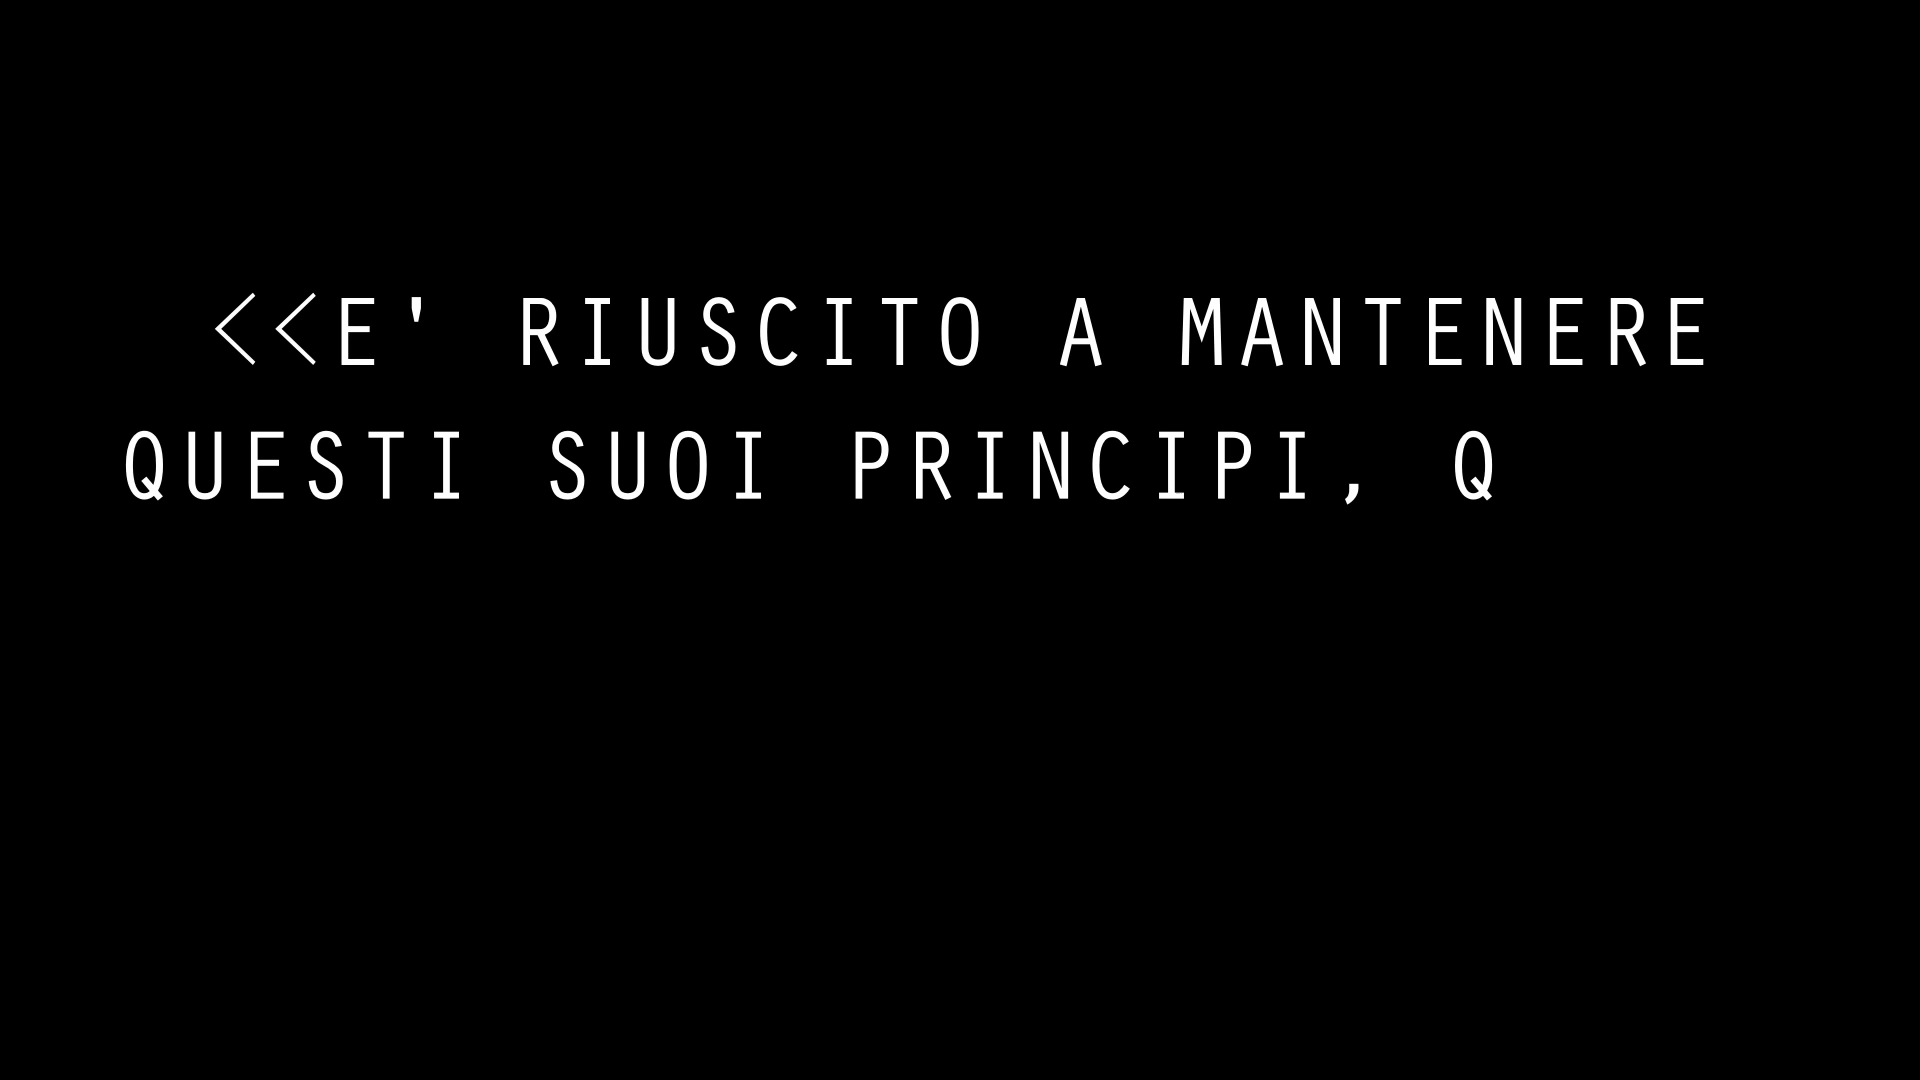 <<E' RIUSCITO A MANTENERE
QUESTI SUOI PRINCIPI, Q